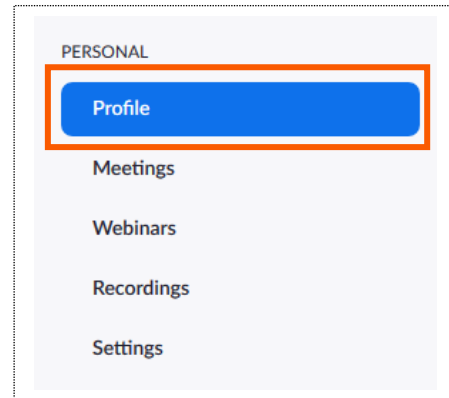 PERSONAL
Profile
Meetings
Webinars
Recordings
Settings